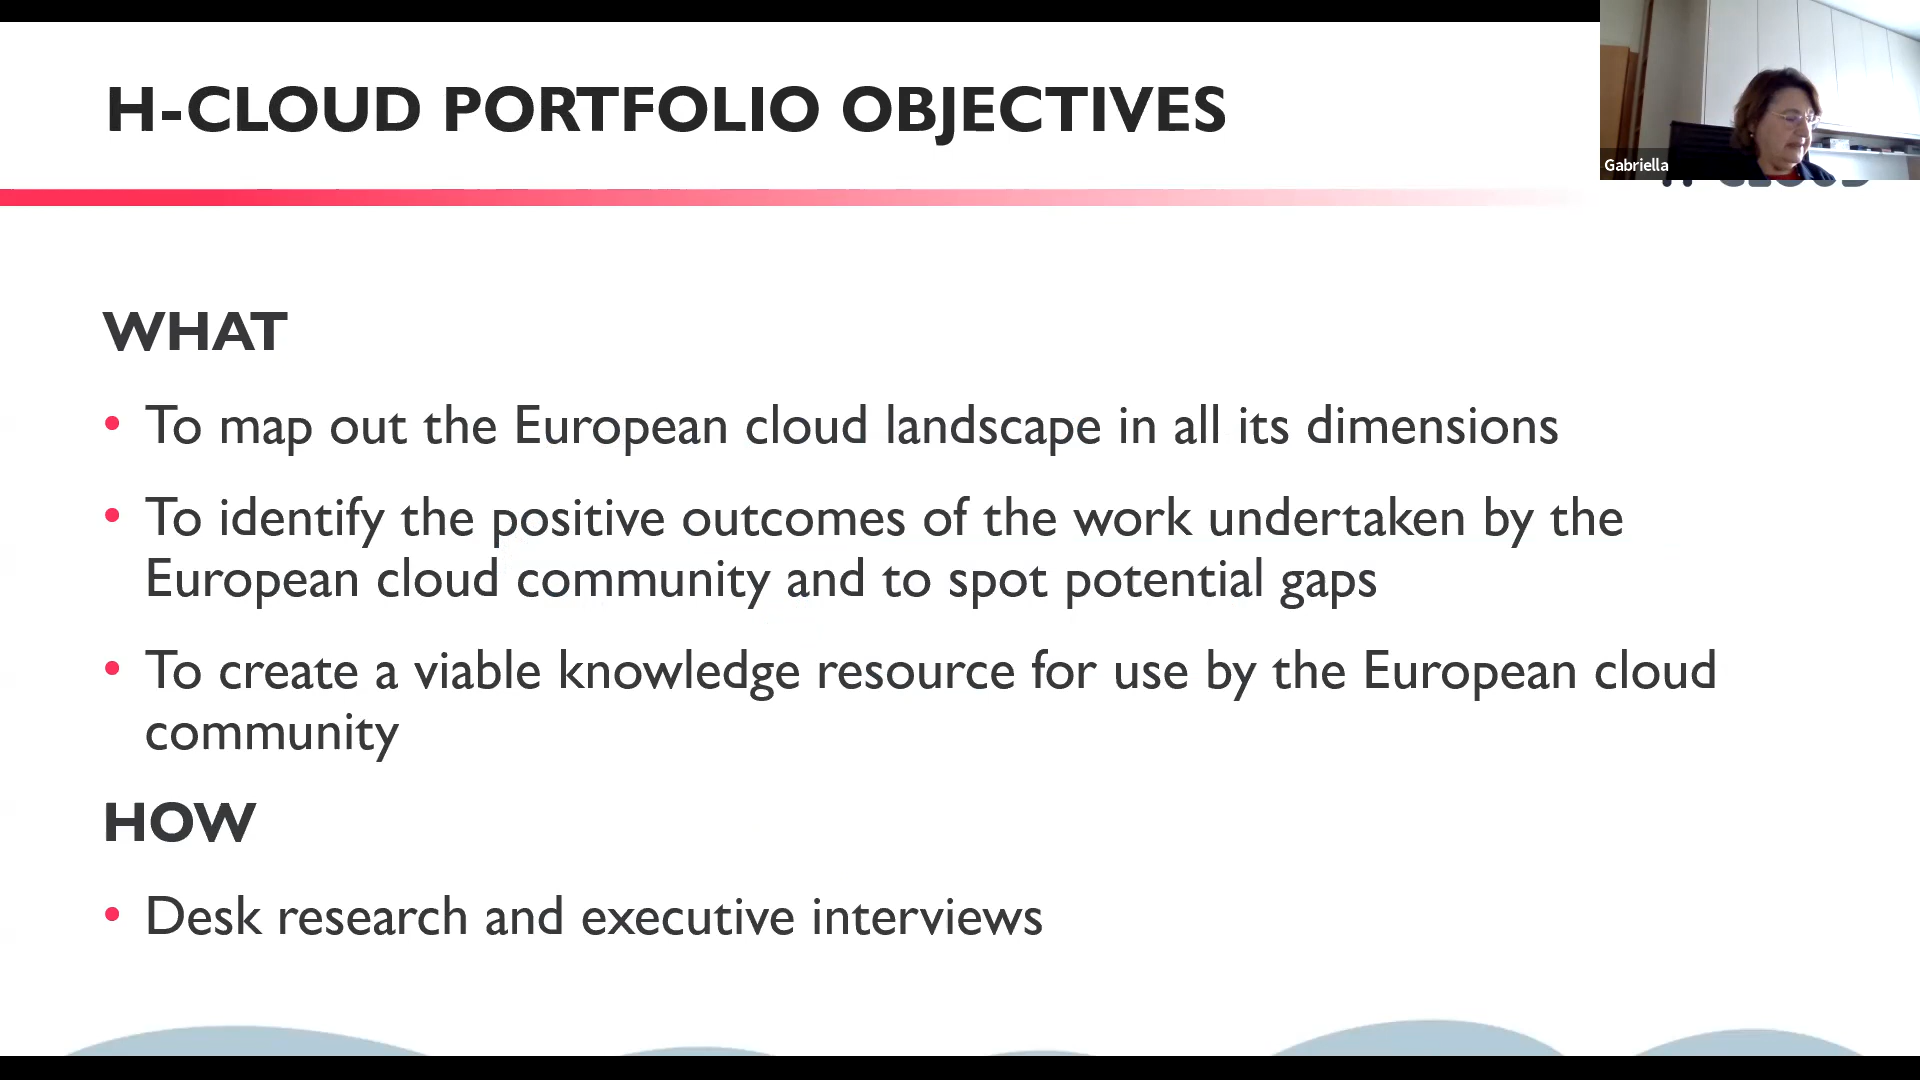 H-CLOUD PORTFOLIO OBJECTIVES
Gabriella
WHAT
• To map out the European cloud landscape in all its dimensions
• To identify the positive outcomes of the work undertaken by the
European cloud community and to spot potential gaps
• To create a viable knowledge resource for use by the European cloud
community
HOW
• Desk research and executive interviews